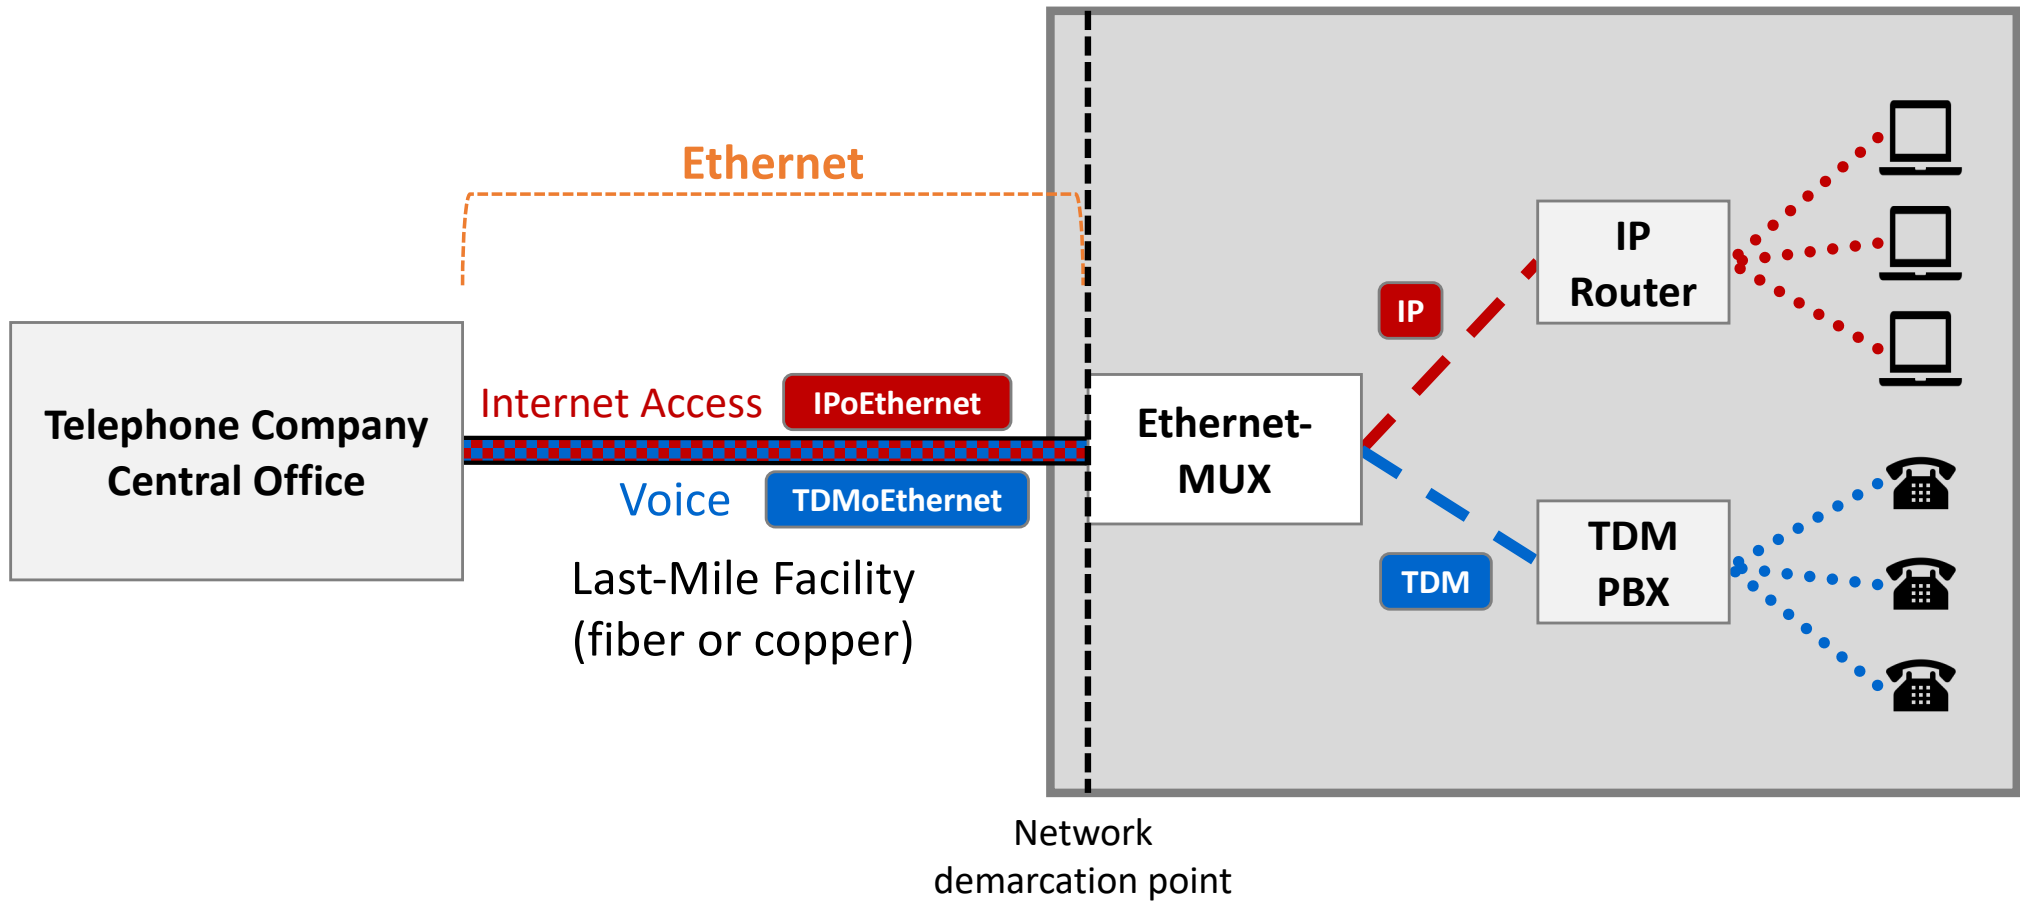 Ethernet
Telephone Company
Central Office
Internet Access
IPoEthernet
Voice
TDMoEthernet
Last-Mile Facility
(fiber or copper)
Ethernet-
MUX
IP
TDM
IP
Router
TDM
PBX
Network
demarcation point